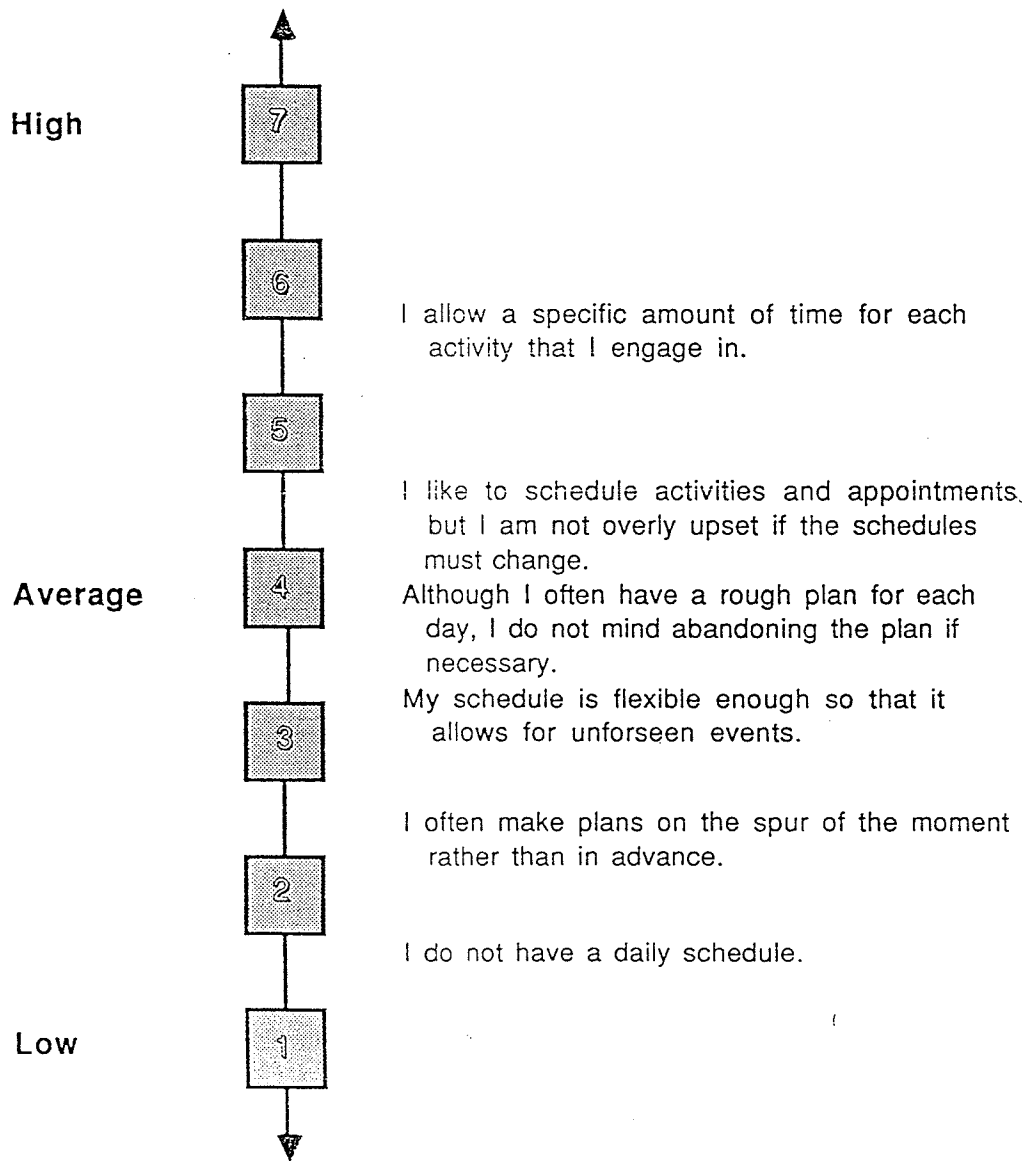 High
7
6
I allow a specific amount of time for each
activity that I engage in.
5
I like to schedule activities and appointments,
but I am not overly upset if the schedules
must change.
Average
4
Although I often have a rough plan for each
day, I do not mind abandoning the plan if
necessary.
My schedule is flexible enough so that it
allows for unforseen events.
3
I often make plans on the spur of the moment
rather than in advance.
2
I do not have a daily schedule.
Low
1